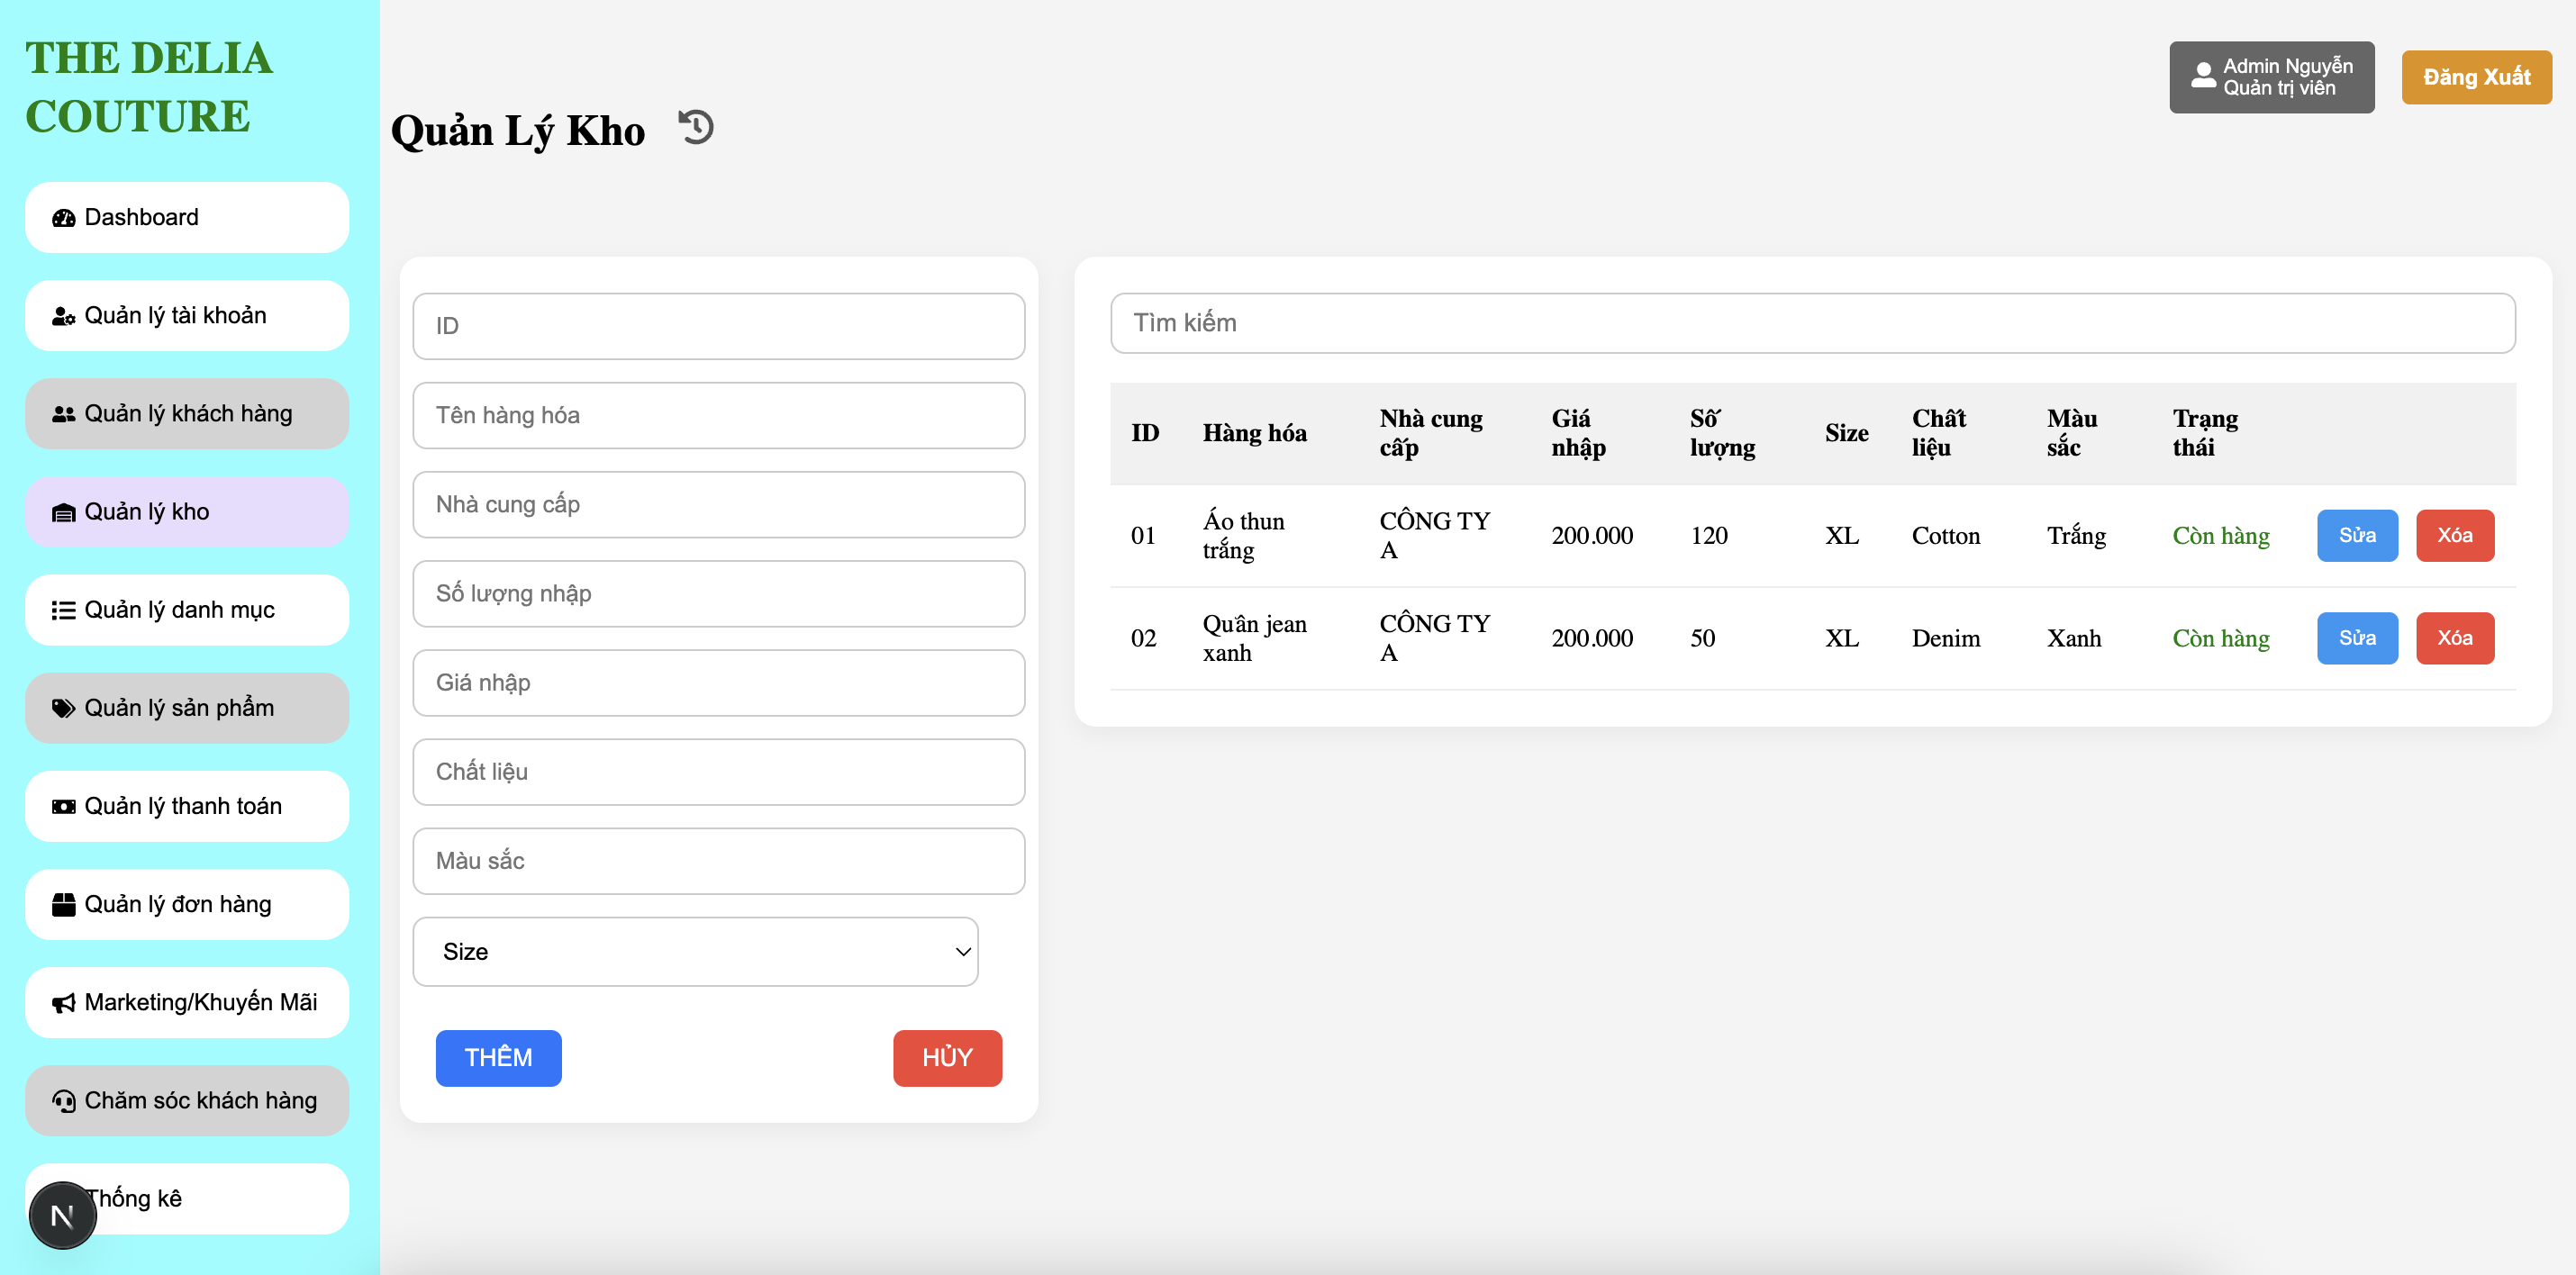 THE DELIA
COUTURE
Dashboard
Quản lý tài khoản
Quản lý khách hàng
Quản lý kho
Quản lý danh mục
Quản lý sản phẩm
Quản lý thanh toán
Quản lý đơn hàng
Marketing/Khuyến Mãi
Chăm sóc khách hàng
Thống kê
N
Admin Nguyễn
Quản trị viên
Đăng Xuất
Quản Lý Kho
ID
Tên hàng hóa
Nhà cung cấp
Số lượng nhập
Giá nhập
Chất liệu
Màu sắc
Size
THÊM HỦY
Tìm kiếm
ID Hàng hóa Nhà cung cấp Giá nhập Số lượng Size Chất liệu Màu sắc Trạng thái
01 Áo thun trắng CÔNG TY A 200.000 120 XL Cotton Trắng Còn hàng Sửa Xóa
02 Quần jean xanh CÔNG TY A 200.000 50 XL Denim Xanh Còn hàng Sửa Xóa